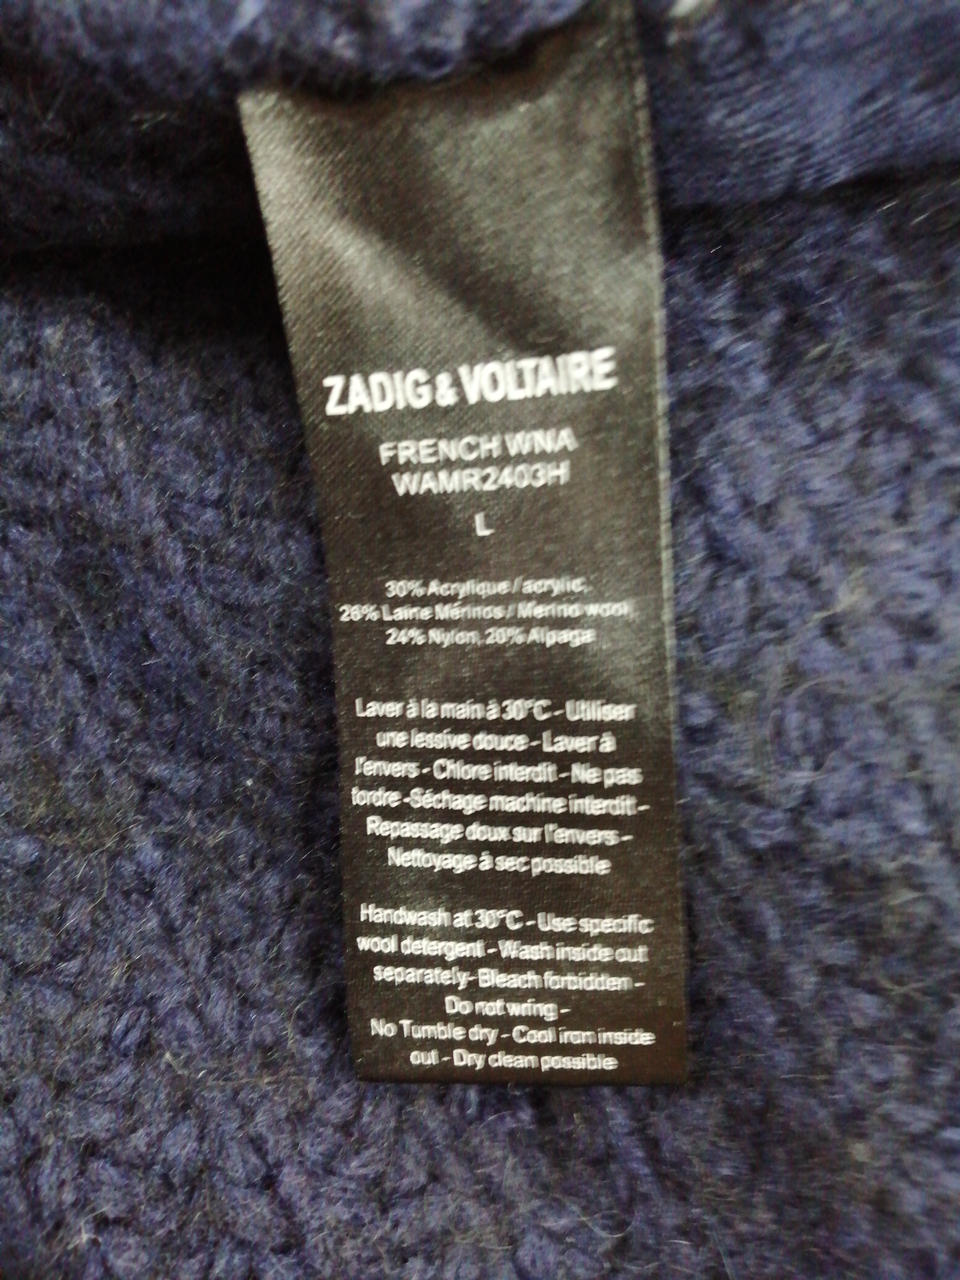 ZADIG & VOLTAIRE
FRENCH WNA
WAMR2403H
L
30% Acrylique / acrylic,
26% Laine Mérinos / Merino wool,
24% Nylon, 20% Alpaga
Laver à la main à 30°C - Utiliser
une lessive douce - Laver à
l'envers - Chlore interdit - Ne pas
tordre - Séchage machine interdit -
Repassage doux sur l'envers -
Nettoyage à sec possible
Handwash at 30°C - Use specific
wool detergent - Wash inside out
separately - Bleach forbidden -
Do not wring -
No Tumble dry - Cool iron inside
out - Dry clean possible